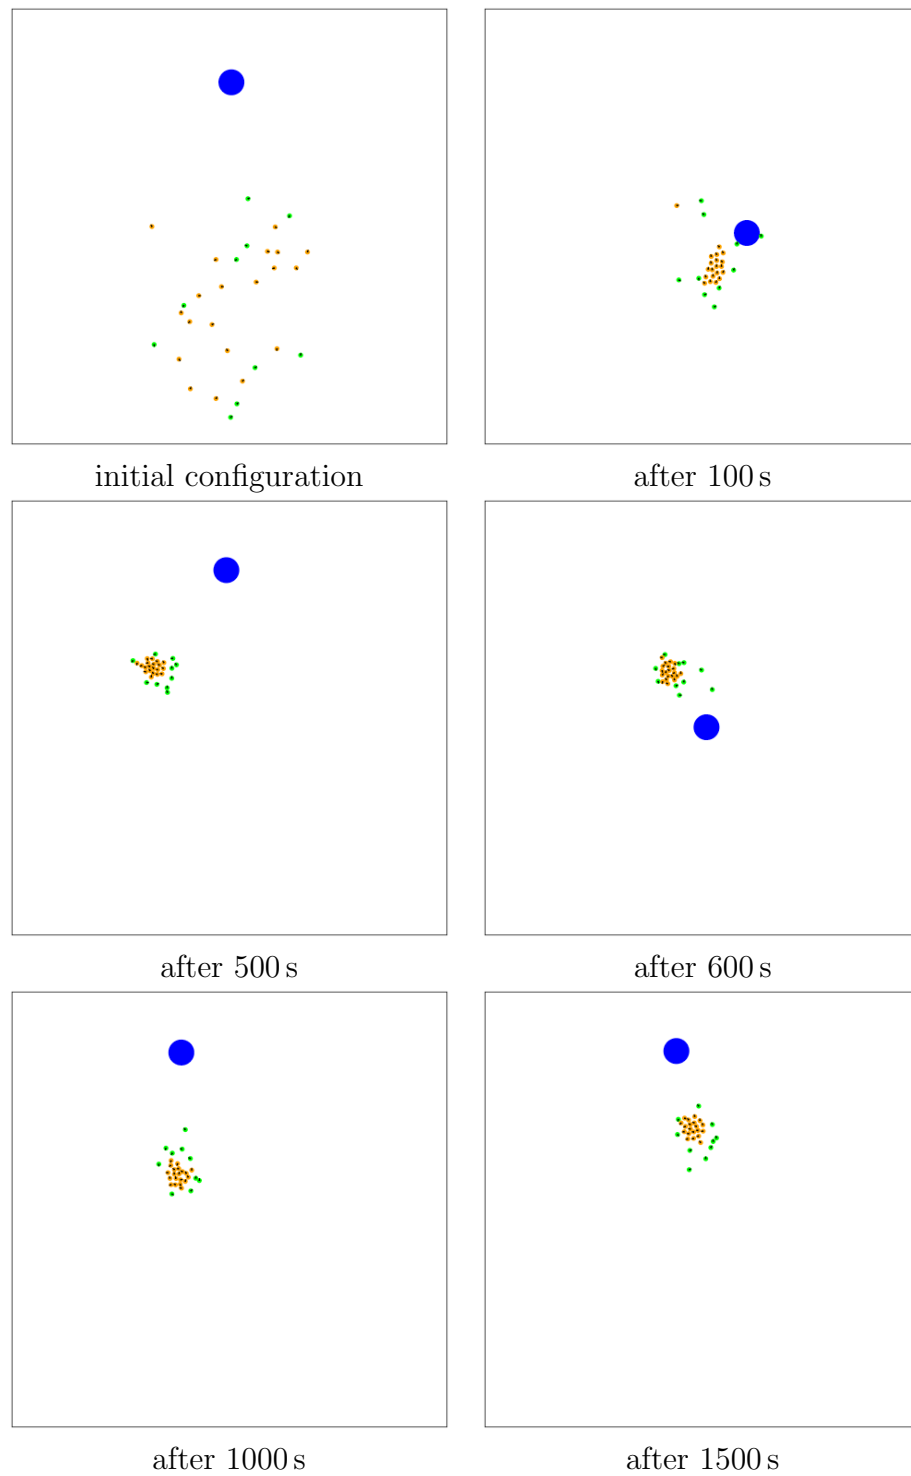 initial configuration
after 100 s
after 500 s
after 600 s
after 1000 s
after 1500 s